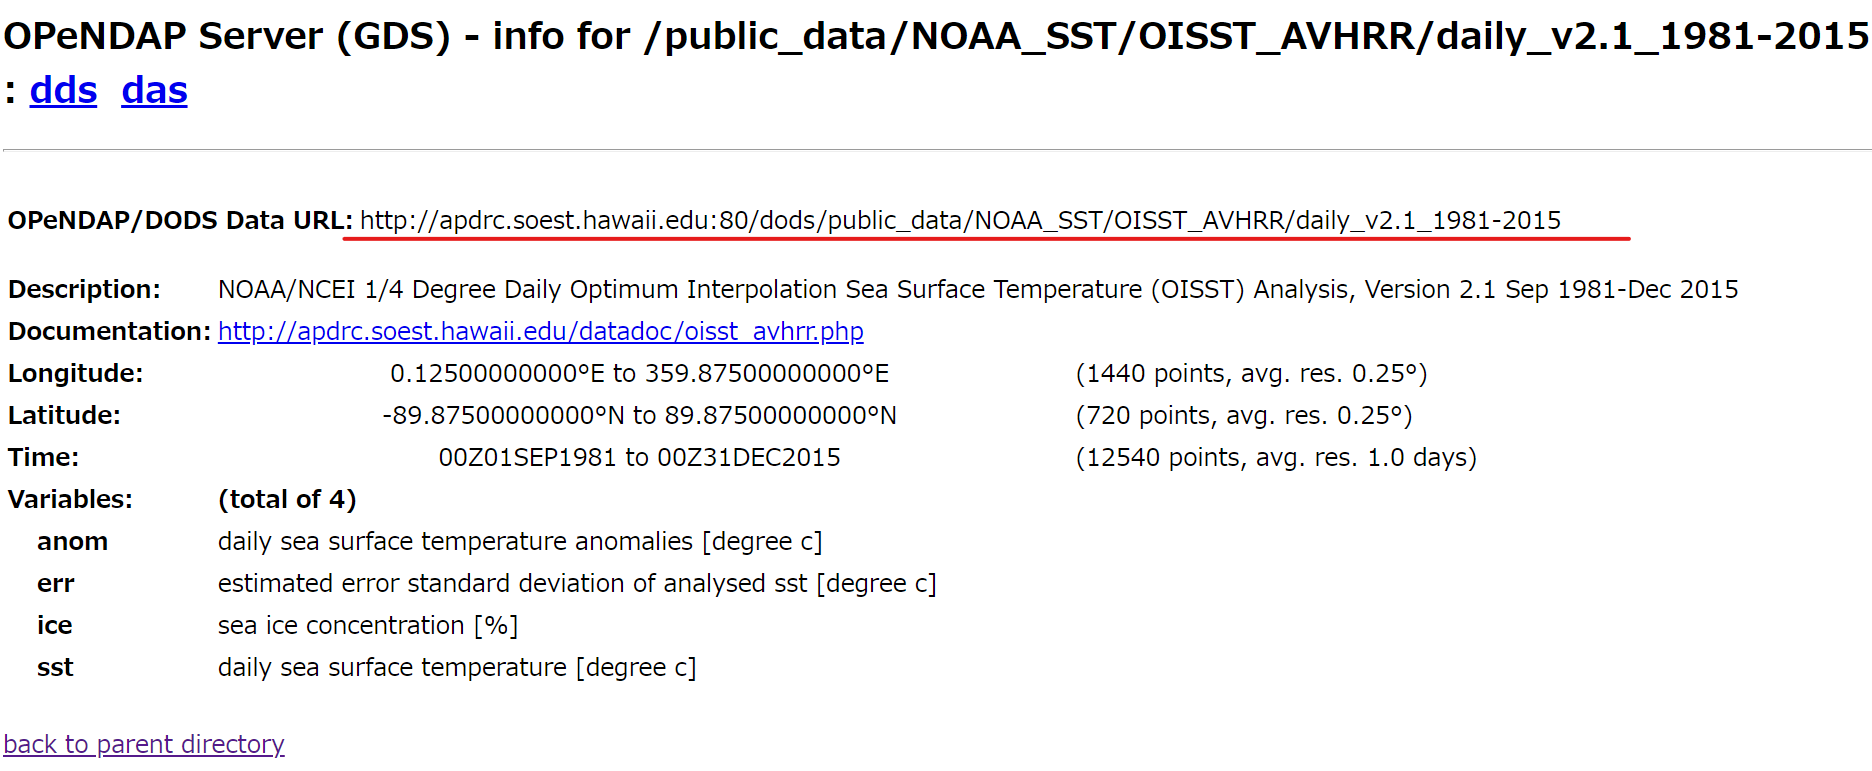 OPeNDAP Server (GDS) - info for /public_data/NOAA_SST/OISST_AVHRR/daily_v2.1_1981-2015
: dds das
OPeNDAP/DODS Data URL: http://apdrc.soest.hawaii.edu:80/dods/public_data/NOAA_SST/OISST_AVHRR/daily_v2.1_1981-2015
Description: NOAA/NCEI 1/4 Degree Daily Optimum Interpolation Sea Surface Temperature (OISST) Analysis, Version 2.1 Sep 1981-Dec 2015
Documentation: http://apdrc.soest.hawaii.edu/datadoc/oisst_avhrr.php
Longitude: 0.12500000000°E to 359.87500000000°E (1440 points, avg. res. 0.25°)
Latitude: -89.87500000000°N to 89.87500000000°N (720 points, avg. res. 0.25°)
Time: 00Z01SEP1981 to 00Z31DEC2015 (12540 points, avg. res. 1.0 days)
Variables: (total of 4)
anom daily sea surface temperature anomalies [degree c]
err estimated error standard deviation of analysed sst [degree c]
ice sea ice concentration [%]
sst daily sea surface temperature [degree c]
back to parent directory